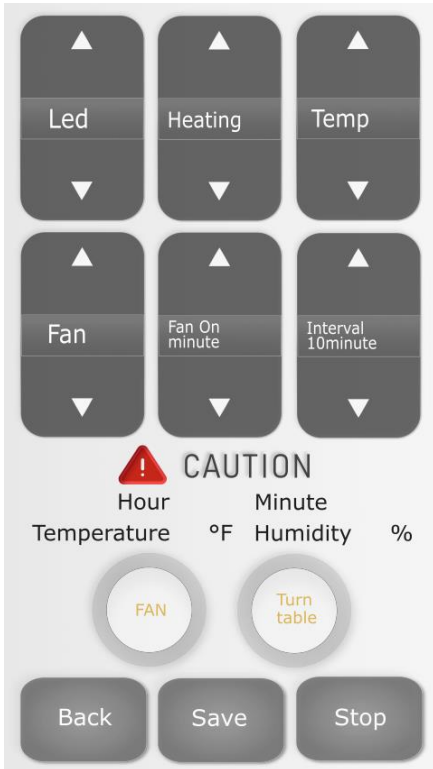 Led
Heating
Temp
Fan
Fan On
minute
Interval
10minute
CAUTION
Hour Minute
Temperature °F Humidity %
FAN
Turn
table
Back
Save
Stop